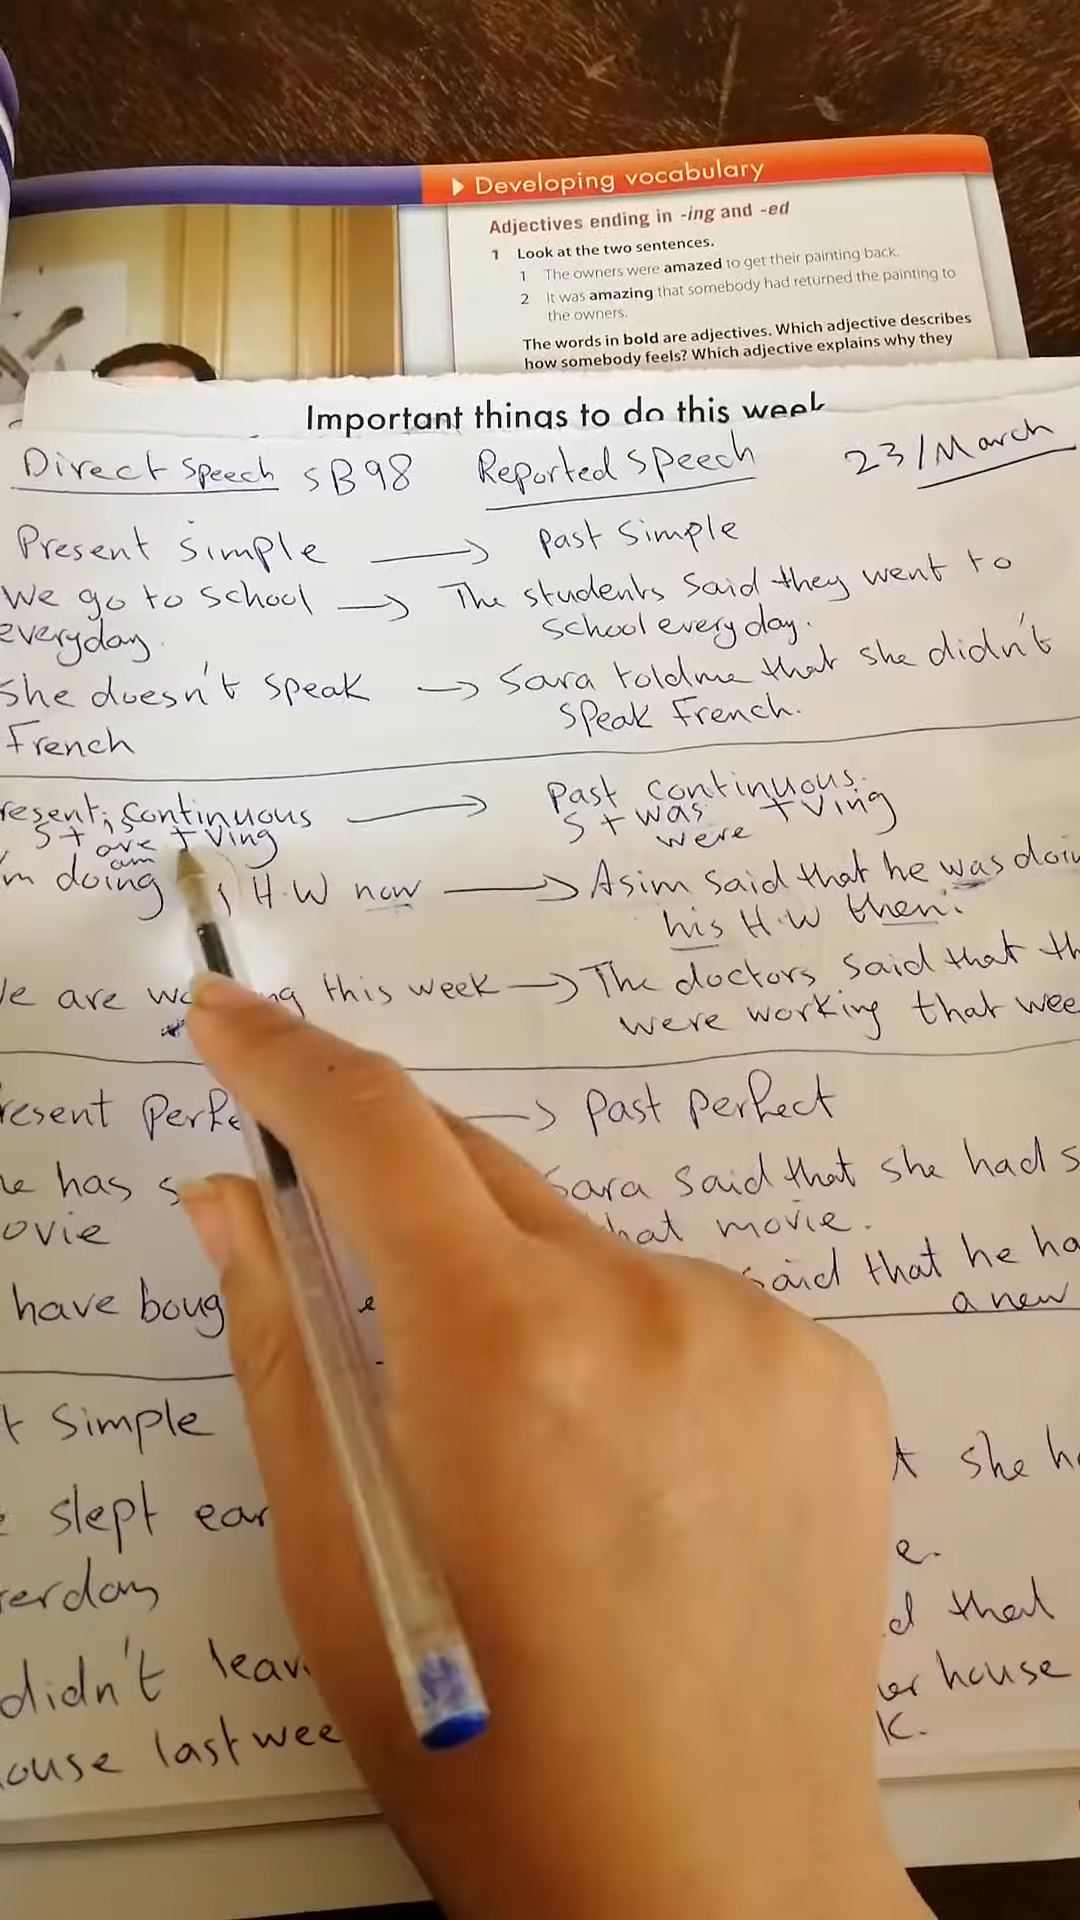 Developing vocabulary
Adjectives ending in -ing and -ed
1 Look at the two sentences.
1 The owners were amazed to get their painting back.
2 It was amazing that somebody had returned the painting to
the owners.
The words in bold are adjectives. Which adjective describes
how somebody feels? Which adjective explains why they
Important things to do this week
Direct Speech SB98 Reported Speech 23/March
Present Simple → past simple
We go to school → The students said they went to
everyday. school every day.
She doesn't speak → Sara told me that she didn't
French speak French.
resent continuous → Past continuous.
S + are + Ving S + was + Ving
am were
'm doing H.W now → Asim said that he was doin
his H.W then.
e are this week → The doctors said that th
were working that wee
resent Perfe → Past perfect
e has s Sara said that she had s
ovie that movie.
have boug said that he ha
a new
t Simple
t she ha
slept ear
e.
erday
d that
didn't leav
er house
ouse last wee
k.